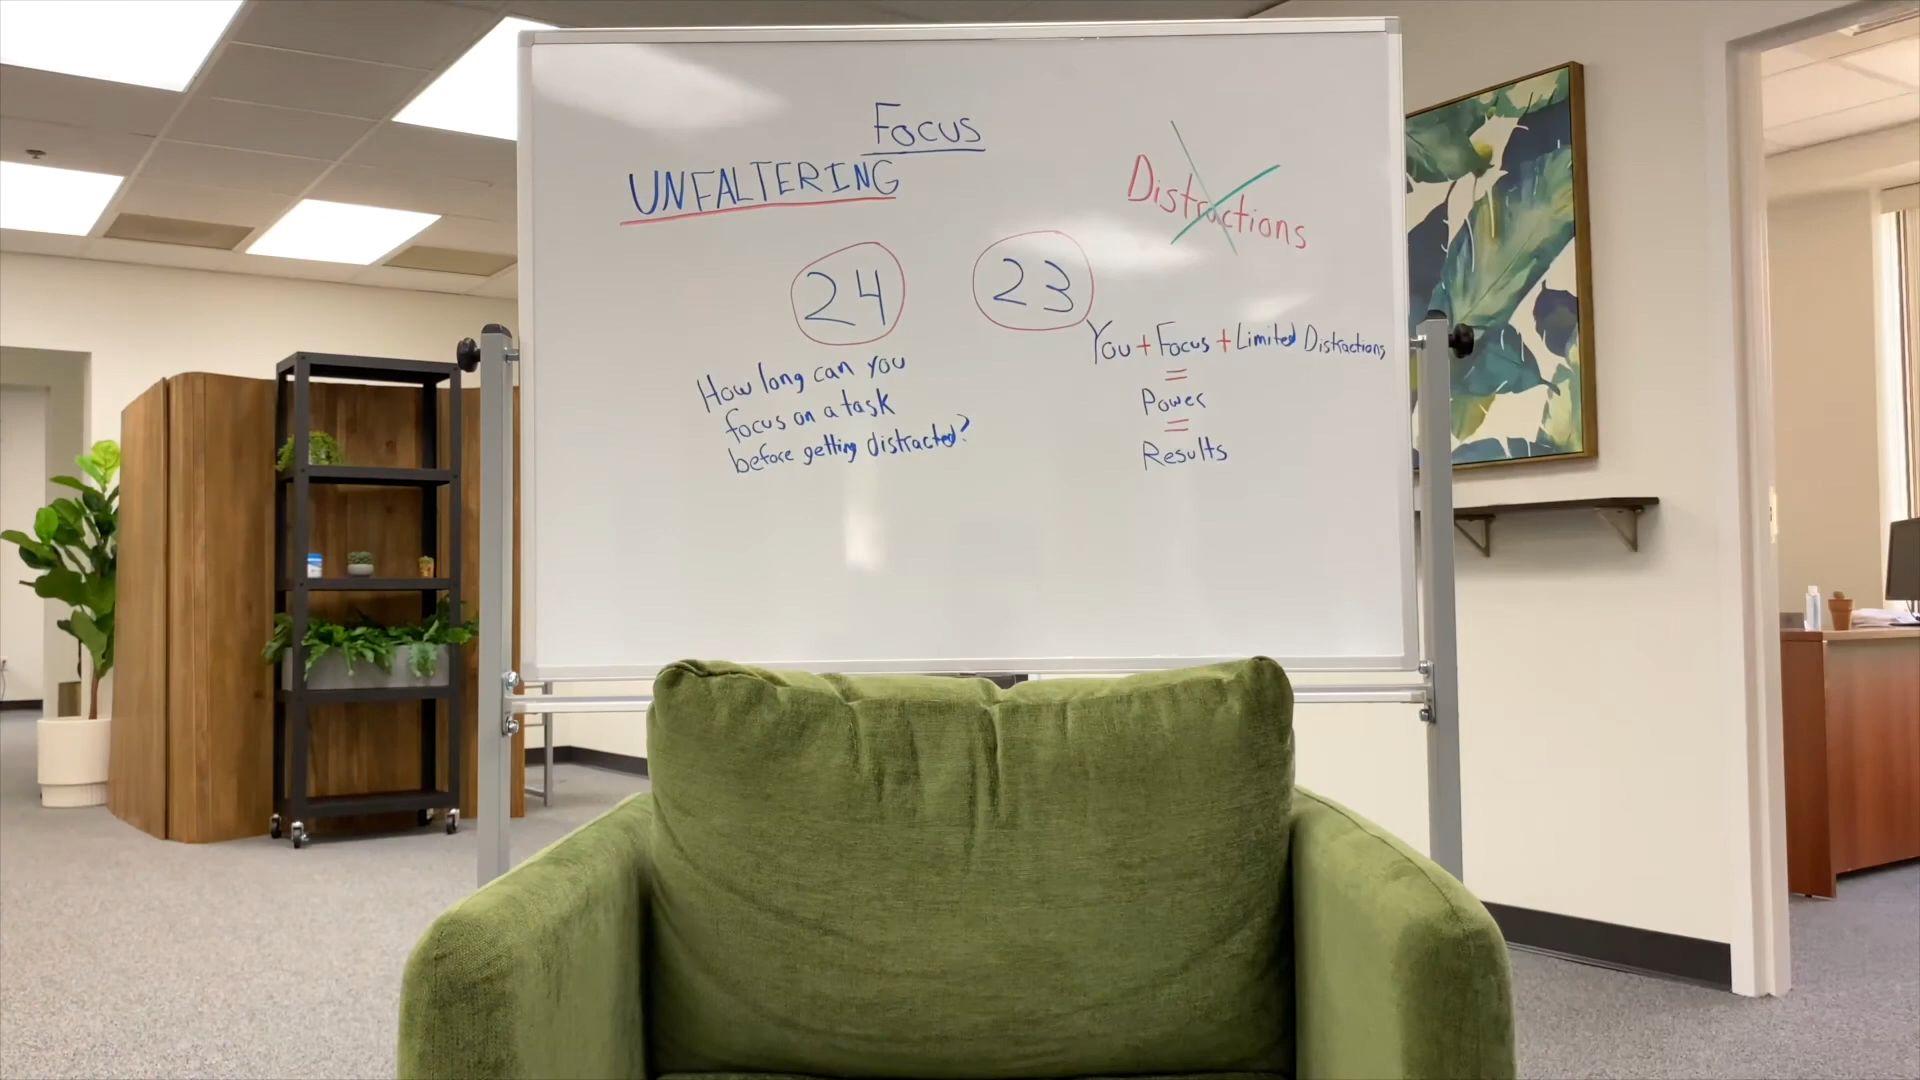 Focus
UNFALTERING
Distractions
24
23
How long can you
focus on a task
before getting distracted?
You + Focus + Limited Distractions
=
Power
=
Results